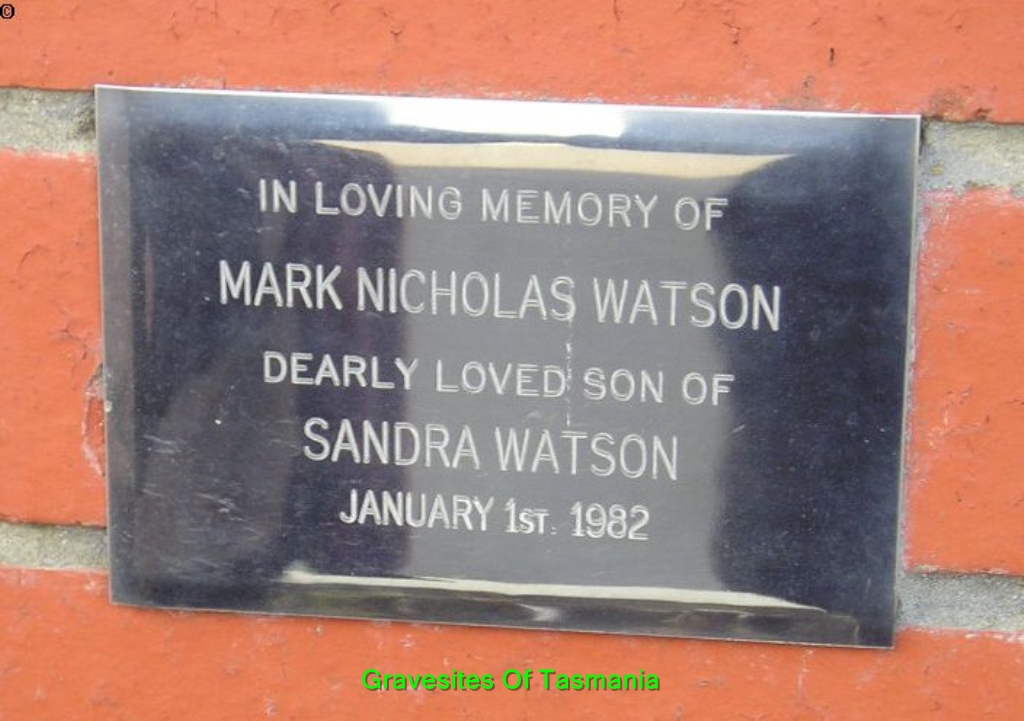 ©
IN LOVING MEMORY OF
MARK NICHOLAS WATSON
DEARLY LOVED SON OF
SANDRA WATSON
JANUARY 1ST. 1982
Gravesites Of Tasmania